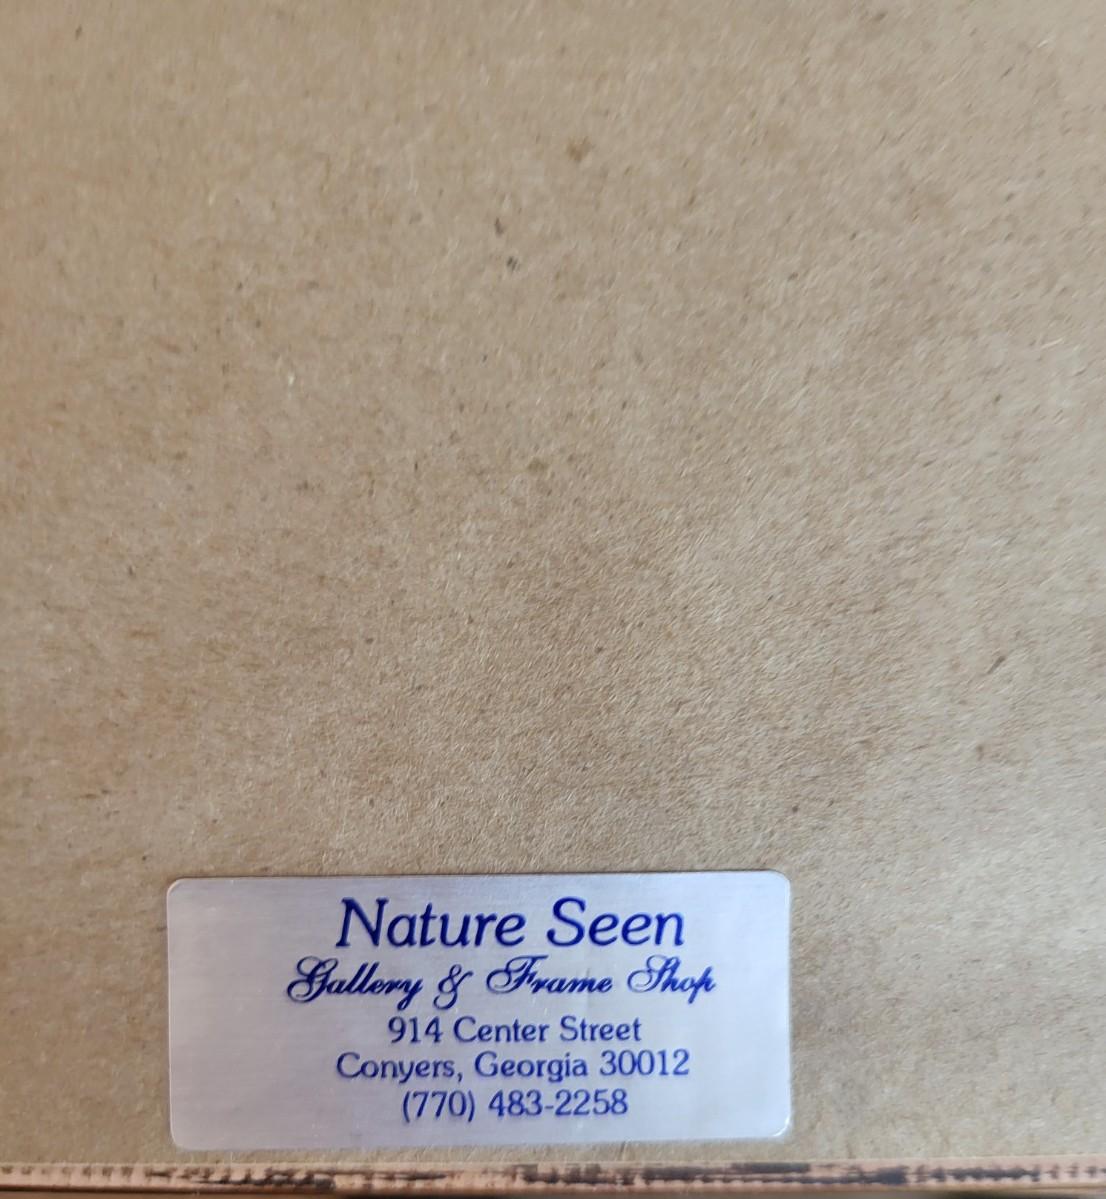 Nature Seen
Gallery & Frame Shop
914 Center Street
Conyers, Georgia 30012
(770) 483-2258